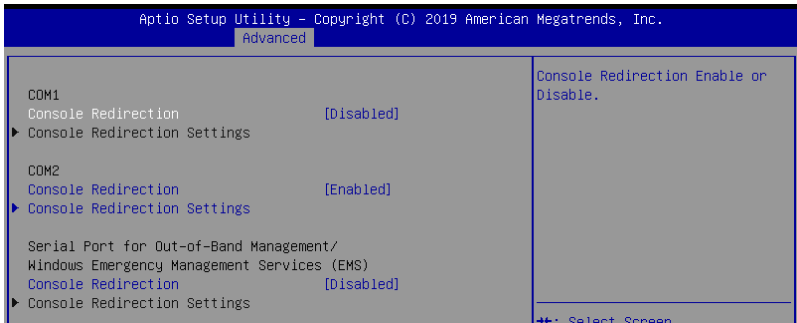 Aptio Setup Utility – Copyright (C) 2019 American Megatrends, Inc.
Advanced
COM1
Console Redirection [Disabled]
Console Redirection Settings
COM2
Console Redirection [Enabled]
Console Redirection Settings
Serial Port for Out-of-Band Management/
Windows Emergency Management Services (EMS)
Console Redirection [Disabled]
Console Redirection Settings
Console Redirection Enable or
Disable.
: Select Screen